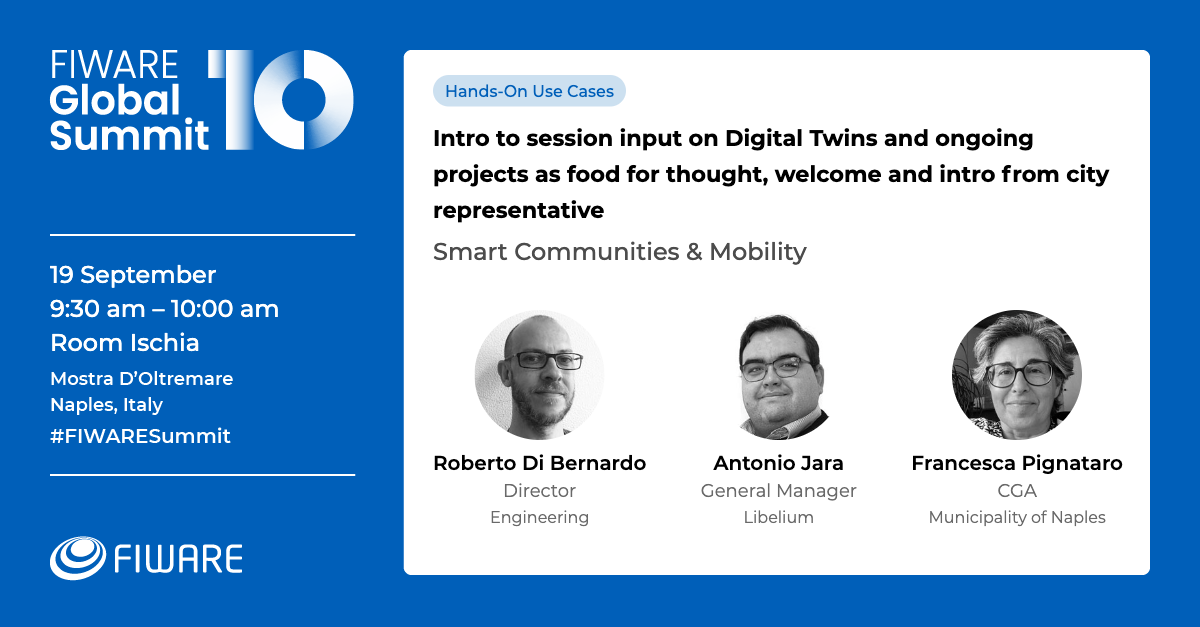 FIWARE
Global
Summit
10
19 September
9:30 am – 10:00 am
Room Ischia
Mostra D’Oltremare
Naples, Italy
#FIWARESummit
FIWARE
Hands-On Use Cases
Intro to session input on Digital Twins and ongoing
projects as food for thought, welcome and intro from city
representative
Smart Communities & Mobility
Roberto Di Bernardo
Director
Engineering
Antonio Jara
General Manager
Libelium
Francesca Pignataro
CGA
Municipality of Naples